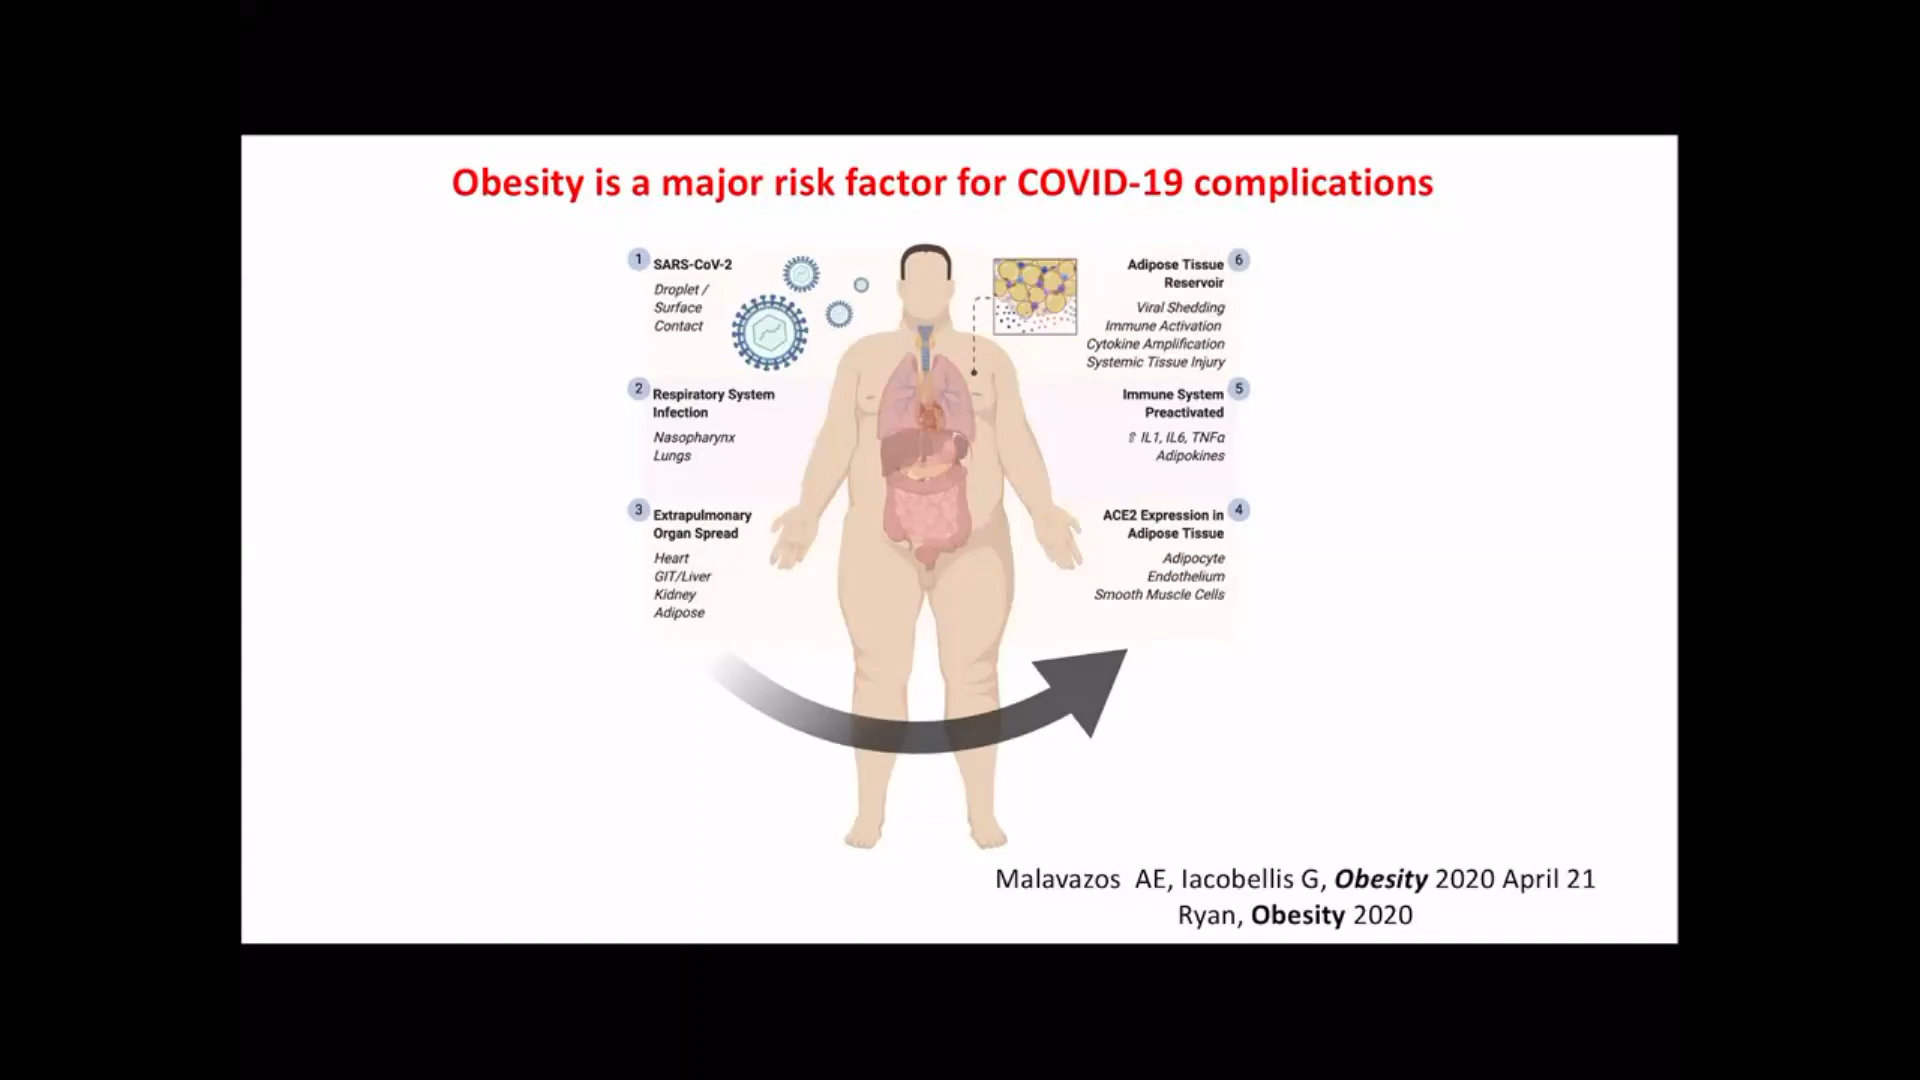 Obesity is a major risk factor for COVID-19 complications
1
SARS-CoV-2
Droplet /
Surface
Contact
2
Respiratory System
Infection
Nasopharynx
Lungs
3
Extrapulmonary
Organ Spread
Heart
GIT/Liver
Kidney
Adipose
6
Adipose Tissue
Reservoir
Viral Shedding
Immune Activation
Cytokine Amplification
Systemic Tissue Injury
5
Immune System
Preactivated
⇧ IL1, IL6, TNFα
Adipokines
4
ACE2 Expression in
Adipose Tissue
Adipocyte
Endothelium
Smooth Muscle Cells
Malavazos AE, Iacobellis G, Obesity 2020 April 21
Ryan, Obesity 2020